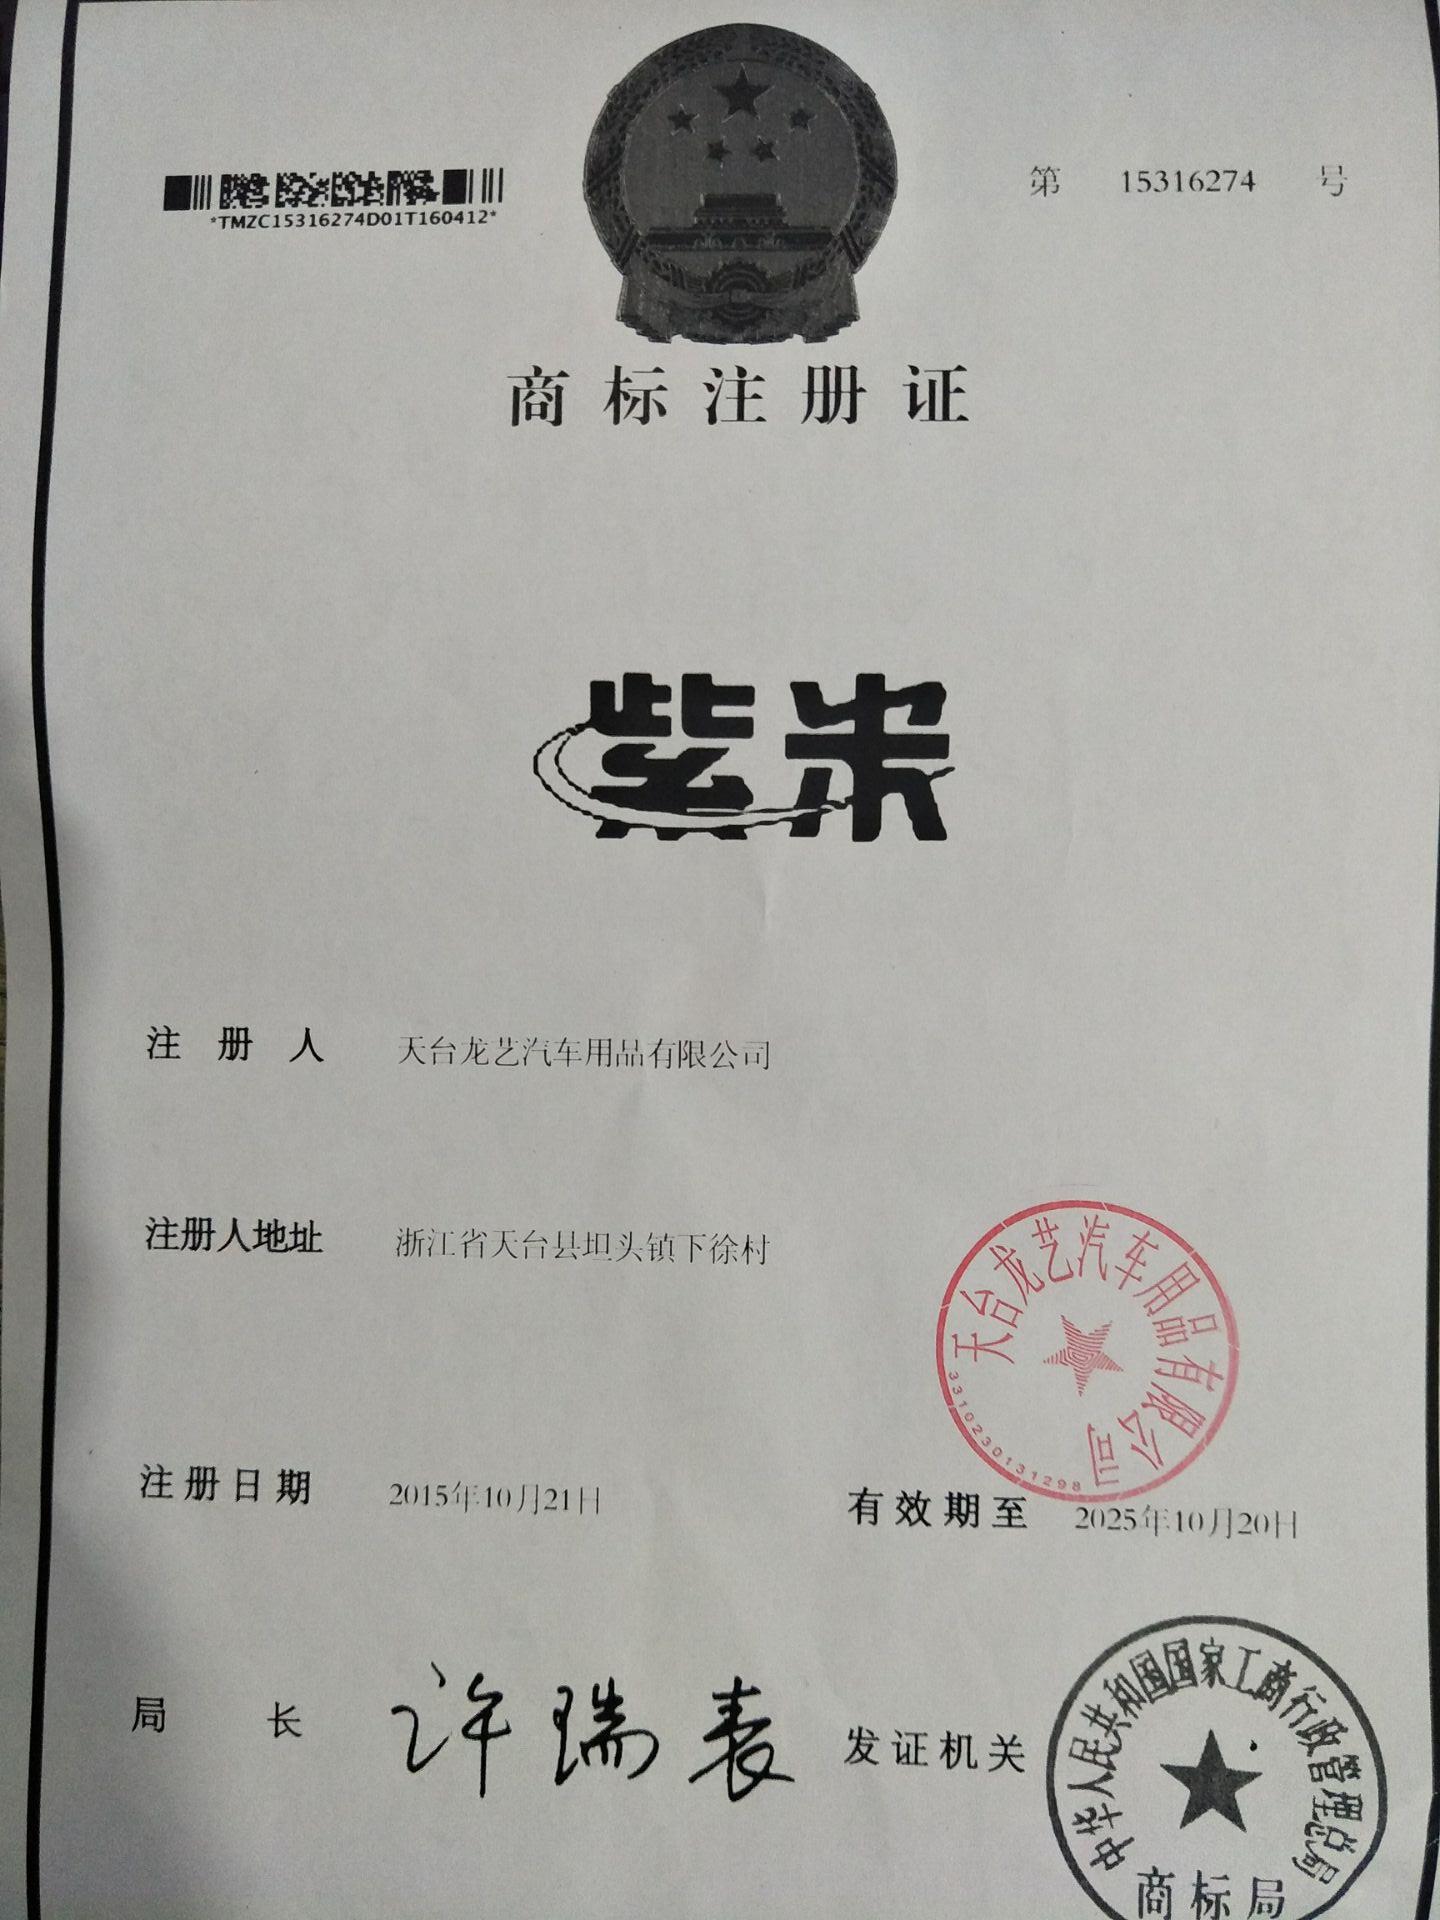 第 15316274 号
*TMZC15316274D01T160412*
商标注册证
紫米
注册人 天台龙艺汽车用品有限公司
注册人地址 浙江省天台县坦头镇下徐村
天台龙艺汽车用品有限公司
3310230131298
注册日期 2015年10月21日
有效期至 2025年10月20日
局长 许瑞表
发证机关
中华人民共和国国家工商行政管理总局
商标局